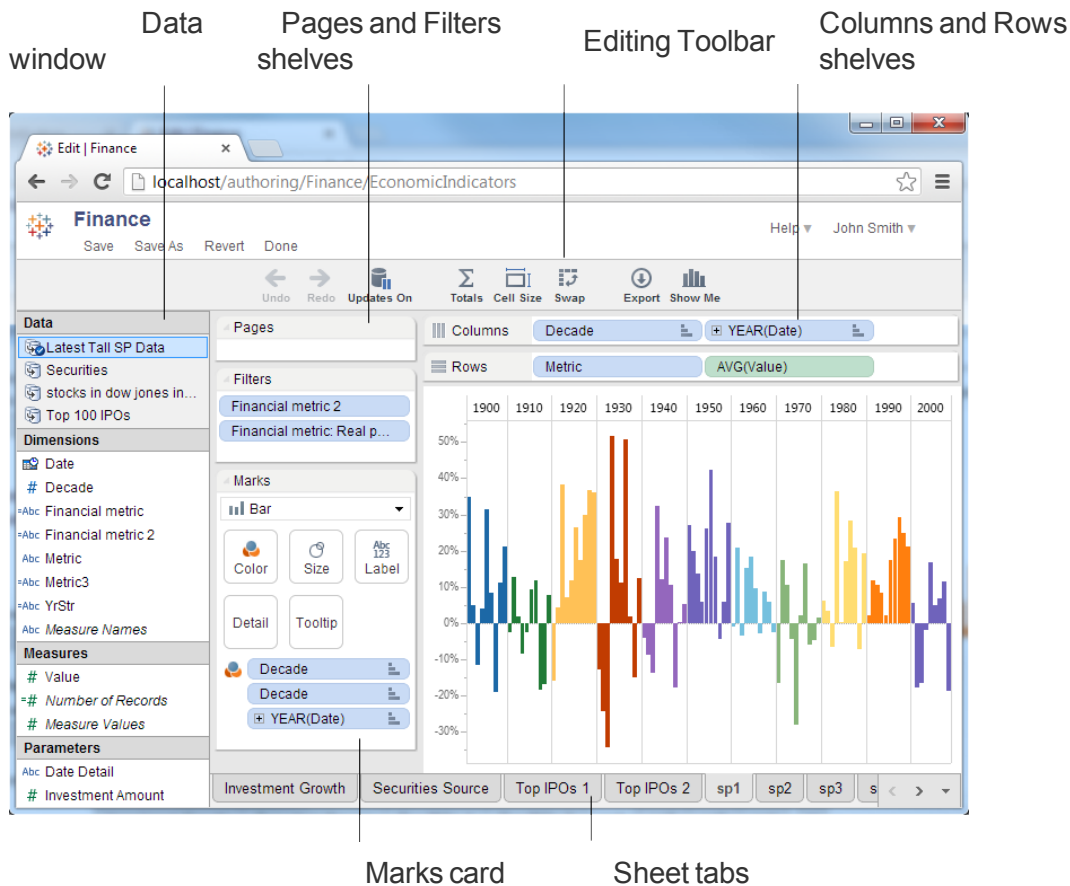 Data
window
Pages and Filters
shelves
Editing Toolbar
Columns and Rows
shelves
Edit | Finance
localhost/authoring/Finance/EconomicIndicators
Finance
Save Save As Revert Done
Help John Smith
Undo Redo Updates On Totals Cell Size Swap Export Show Me
Data
Latest Tall SP Data
Securities
stocks in dow jones in...
Top 100 IPOs
Dimensions
Date
# Decade
=Abc Financial metric
=Abc Financial metric 2
Abc Metric
=Abc Metric3
=Abc YrStr
Abc Measure Names
Measures
# Value
=# Number of Records
# Measure Values
Parameters
Abc Date Detail
# Investment Amount
Pages
Filters
Financial metric 2
Financial metric: Real p...
Marks
Bar
Color Size Abc 123 Label
Detail Tooltip
Decade
Decade
YEAR(Date)
Columns Decade YEAR(Date)
Rows Metric AVG(Value)
1900 1910 1920 1930 1940 1950 1960 1970 1980 1990 2000
50%
40%
30%
20%
10%
0%
-10%
-20%
-30%
Investment Growth Securities Source Top IPOs 1 Top IPOs 2 sp1 sp2 sp3 s
Marks card Sheet tabs